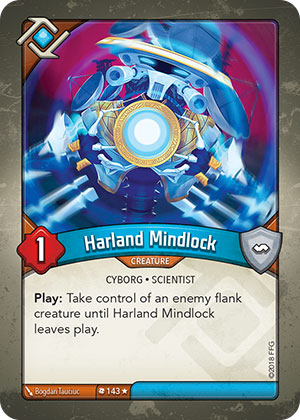 Harland Mindlock
CREATURE
1
CYBORG • SCIENTIST
Play: Take control of an enemy flank
creature until Harland Mindlock
leaves play.
©2018 FFG
Bogdan Tauciuc
143 ★